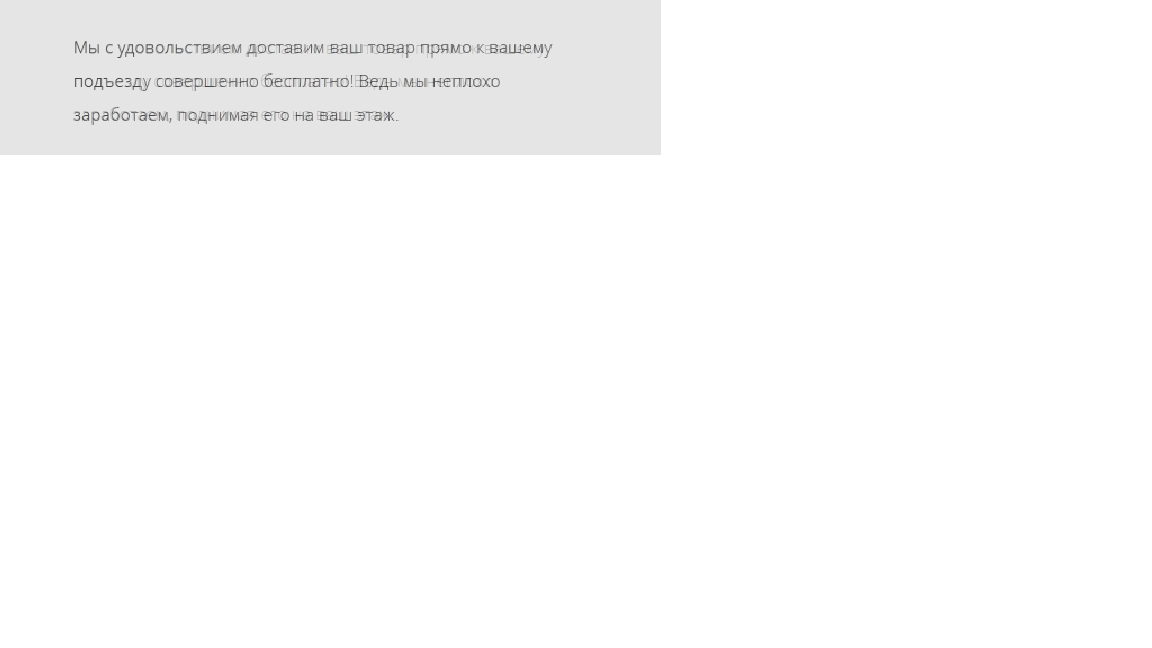 Мы с удовольствием доставим ваш товар прямо к вашему
подъезду совершенно бесплатно! Ведь мы неплохо
заработаем, поднимая его на ваш этаж.